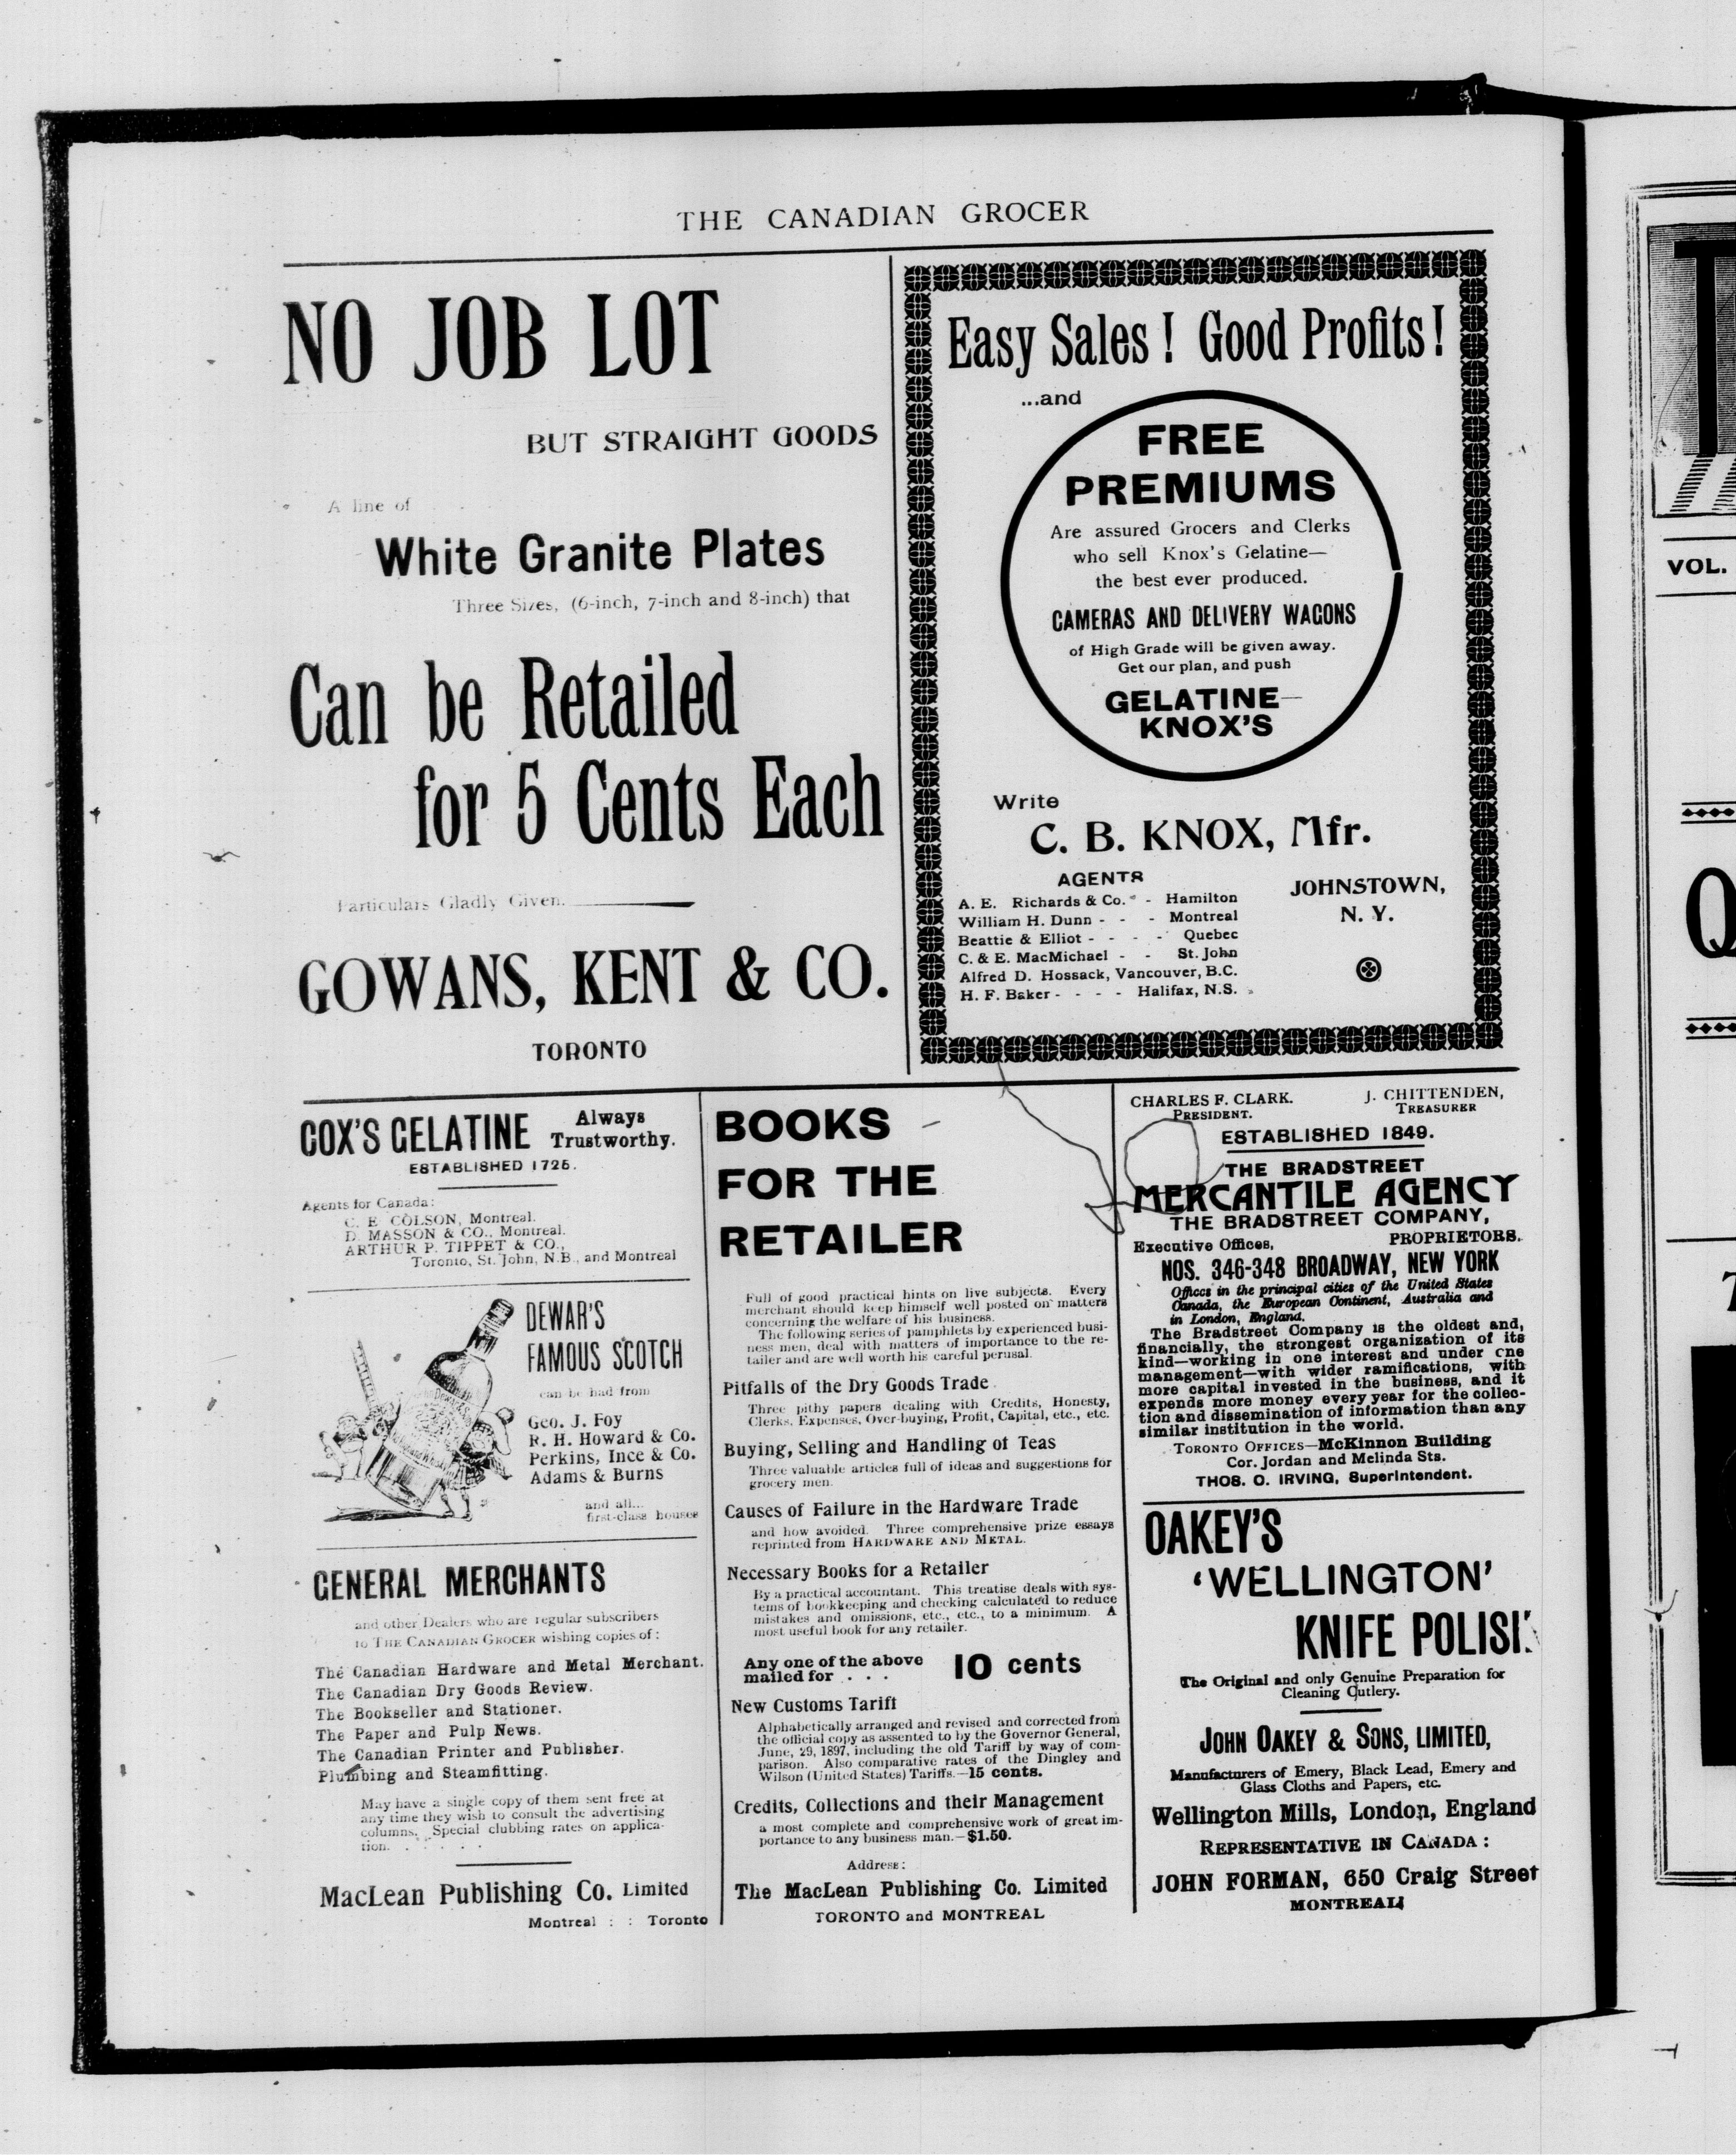 THE CANADIAN GROCER
NO JOB LOT
BUT STRAIGHT GOODS
A line of
White Granite Plates
Three Sizes, (6-inch, 7-inch and 8-inch) that
Can be Retailed
for 5 Cents Each
Particulars Gladly Given.
GOWANS, KENT & CO.
TORONTO
Easy Sales! Good Profits!
...and
FREE
PREMIUMS
Are assured Grocers and Clerks
who sell Knox's Gelatine—
the best ever produced.
CAMERAS AND DELIVERY WAGONS
of High Grade will be given away.
Get our plan, and push
GELATINE—
KNOX'S
Write
C. B. KNOX, Mfr.
AGENTS
A. E. Richards & Co. - Hamilton
William H. Dunn - - - Montreal
Beattie & Elliot - - - - Quebec
C. & E. MacMichael - - St. John
Alfred D. Hossack, Vancouver, B.C.
H. F. Baker - - - - Halifax, N.S.
JOHNSTOWN,
N. Y.
COX'S GELATINE Always
Trustworthy.
ESTABLISHED 1725.
Agents for Canada:
C. E. COLSON, Montreal.
D. MASSON & CO., Montreal.
ARTHUR P. TIPPET & CO.,
Toronto, St. John, N.B., and Montreal
DEWAR'S
FAMOUS SCOTCH
can be had from
Geo. J. Foy
R. H. Howard & Co.
Perkins, Ince & Co.
Adams & Burns
and all...
first-class houses
GENERAL MERCHANTS
and other Dealers who are regular subscribers
to THE CANADIAN GROCER wishing copies of:
The Canadian Hardware and Metal Merchant.
The Canadian Dry Goods Review.
The Bookseller and Stationer.
The Paper and Pulp News.
The Canadian Printer and Publisher.
Plumbing and Steamfitting.
May have a single copy of them sent free at
any time they wish to consult the advertising
columns. Special clubbing rates on applica-
tion. . . . . .
MacLean Publishing Co. Limited
Montreal : : Toronto
BOOKS
FOR THE
RETAILER
Full of good practical hints on live subjects. Every
merchant should keep himself well posted on matters
concerning the welfare of his business.
The following series of pamphlets by experienced busi-
ness men, deal with matters of importance to the re-
tailer and are well worth his careful perusal.
Pitfalls of the Dry Goods Trade
Three pithy papers dealing with Credits, Honesty,
Clerks, Expenses, Over-buying, Profit, Capital, etc., etc.
Buying, Selling and Handling of Teas
Three valuable articles full of ideas and suggestions for
grocery men.
Causes of Failure in the Hardware Trade
and how avoided. Three comprehensive prize essays
reprinted from HARDWARE AND METAL.
Necessary Books for a Retailer
By a practical accountant. This treatise deals with sys-
tems of bookkeeping and checking calculated to reduce
mistakes and omissions, etc., etc., to a minimum. A
most useful book for any retailer.
Any one of the above
mailed for . . . 10 cents
New Customs Tariff
Alphabetically arranged and revised and corrected from
the official copy as assented to by the Governor General,
June, 29, 1897, including the old Tariff by way of com-
parison. Also comparative rates of the Dingley and
Wilson (United States) Tariffs.—15 cents.
Credits, Collections and their Management
a most complete and comprehensive work of great im-
portance to any business man.—$1.50.
Address:
The MacLean Publishing Co. Limited
TORONTO and MONTREAL
CHARLES F. CLARK.
PRESIDENT.
J. CHITTENDEN,
TREASURER
ESTABLISHED 1849.
THE BRADSTREET
MERCANTILE AGENCY
THE BRADSTREET COMPANY,
PROPRIETORS.
Executive Offices,
NOS. 346-348 BROADWAY, NEW YORK
Offices in the principal cities of the United States
Canada, the European Continent, Australia and
in London, England.
The Bradstreet Company is the oldest and,
financially, the strongest organization of its
kind—working in one interest and under one
management—with wider ramifications, with
more capital invested in the business, and it
expends more money every year for the collec-
tion and dissemination of information than any
similar institution in the world.
TORONTO OFFICES—McKinnon Building
Cor. Jordan and Melinda Sts.
THOS. O. IRVING, Superintendent.
OAKEY'S
'WELLINGTON'
KNIFE POLISH
The Original and only Genuine Preparation for
Cleaning Cutlery.
JOHN OAKEY & SONS, LIMITED,
Manufacturers of Emery, Black Lead, Emery and
Glass Cloths and Papers, etc.
Wellington Mills, London, England
REPRESENTATIVE IN CANADA:
JOHN FORMAN, 650 Craig Street
MONTREAL
VOL.